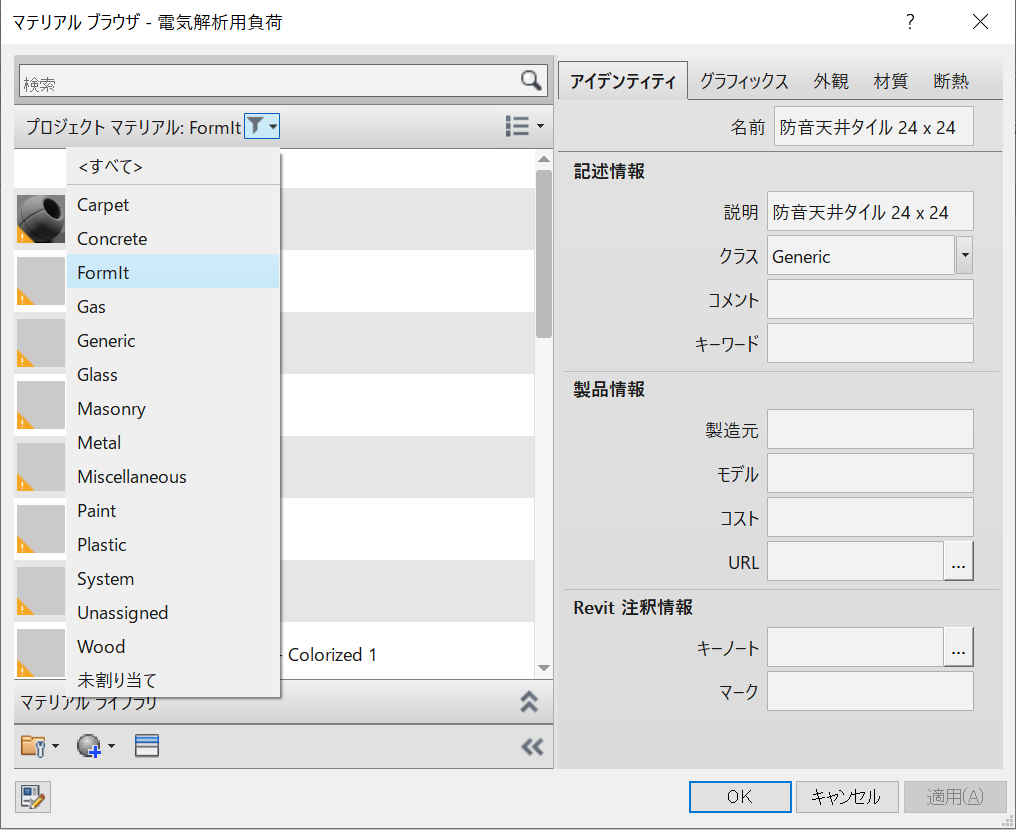 マテリアル ブラウザ - 電気解析用負荷
?
検索
プロジェクト マテリアル: FormIt
<すべて>
Carpet
Concrete
FormIt
Gas
Generic
Glass
Masonry
Metal
Miscellaneous
Paint
Plastic
System
Unassigned
Wood
未割り当て
- Colorized 1
マテリアル ライブラリ
アイデンティティ グラフィックス 外観 材質 断熱
名前 防音天井タイル 24 x 24
記述情報
説明 防音天井タイル 24 x 24
クラス Generic
コメント
キーワード
製品情報
製造元
モデル
コスト
URL ...
Revit 注釈情報
キーノート ...
マーク
OK キャンセル 適用(A)